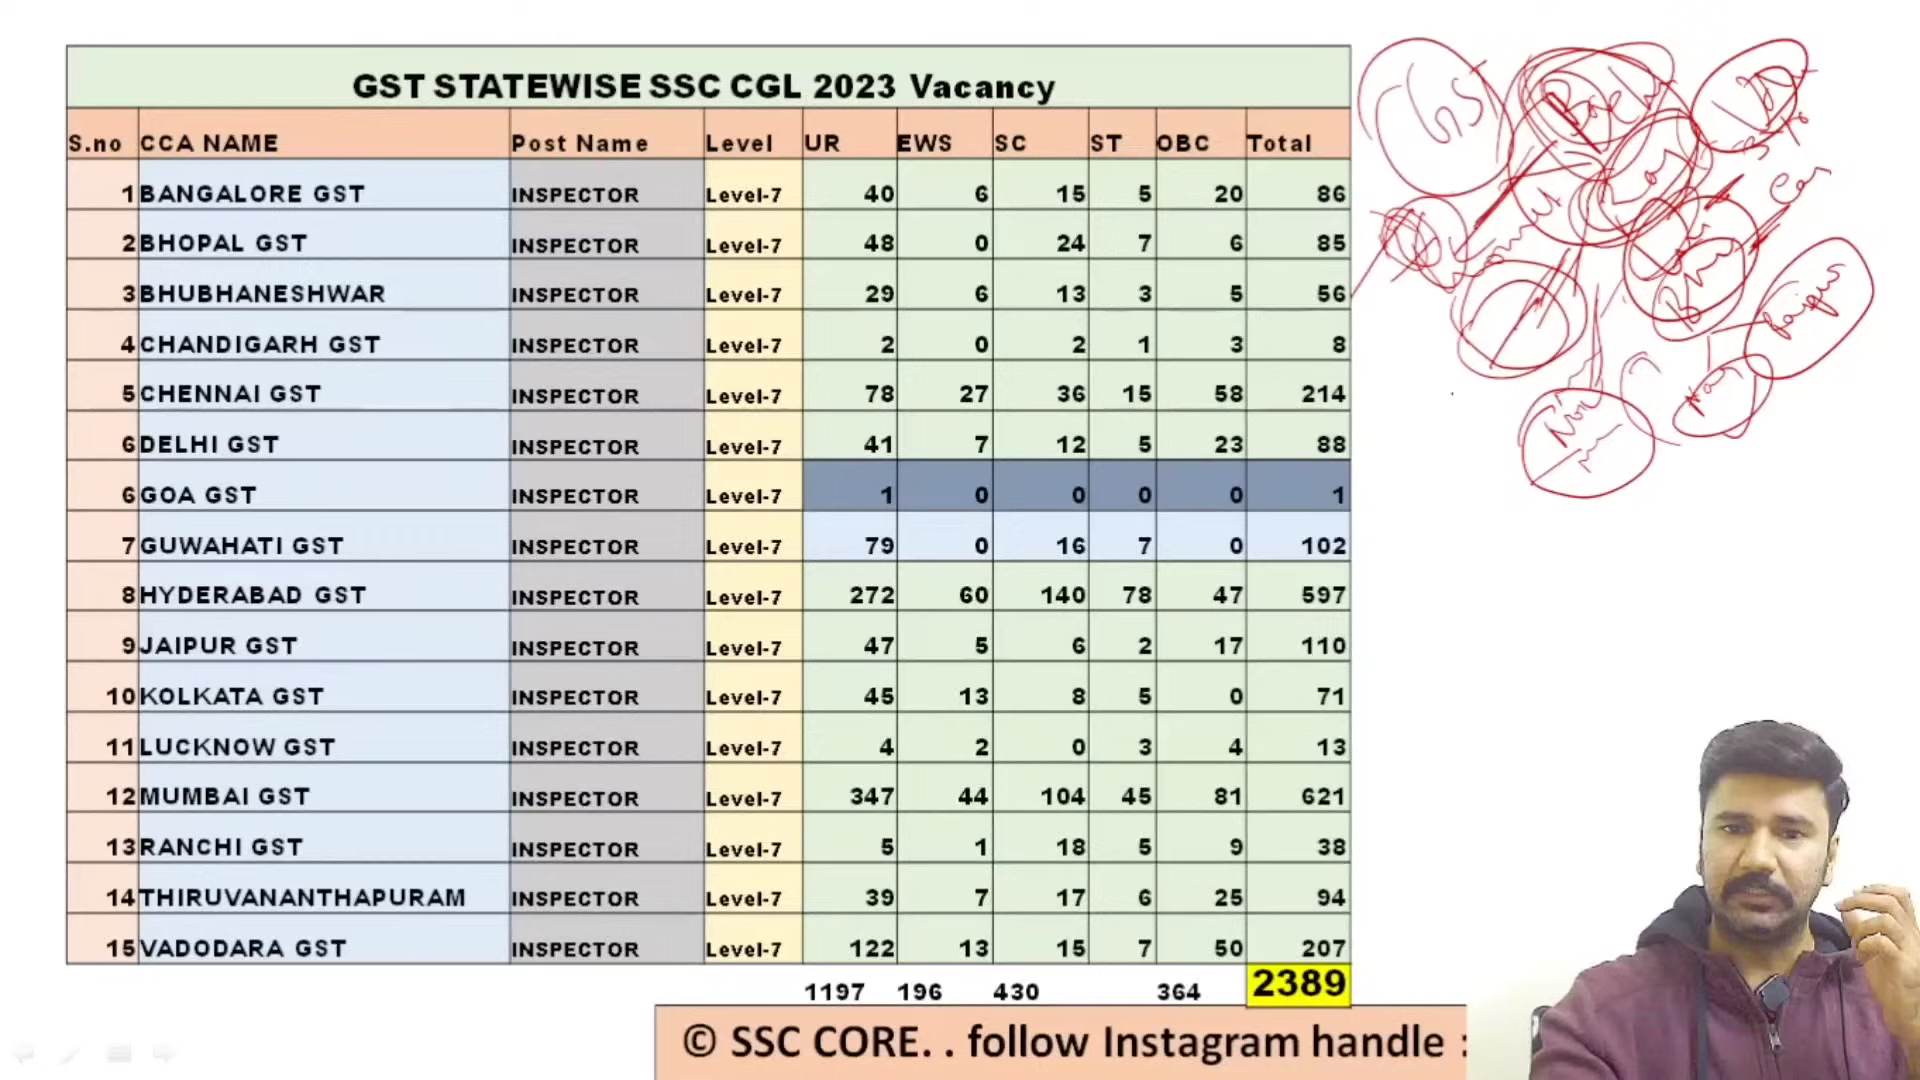 GST STATEWISE SSC CGL 2023 Vacancy
S.no CCA NAME Post Name Level UR EWS SC ST OBC Total
1 BANGALORE GST INSPECTOR Level-7 40 6 15 5 20 86
2 BHOPAL GST INSPECTOR Level-7 48 0 24 7 6 85
3 BHUBHANESHWAR INSPECTOR Level-7 29 6 13 3 5 56
4 CHANDIGARH GST INSPECTOR Level-7 2 0 2 1 3 8
5 CHENNAI GST INSPECTOR Level-7 78 27 36 15 58 214
6 DELHI GST INSPECTOR Level-7 41 7 12 5 23 88
6 GOA GST INSPECTOR Level-7 1 0 0 0 0 1
7 GUWAHATI GST INSPECTOR Level-7 79 0 16 7 0 102
8 HYDERABAD GST INSPECTOR Level-7 272 60 140 78 47 597
9 JAIPUR GST INSPECTOR Level-7 47 5 6 2 17 110
10 KOLKATA GST INSPECTOR Level-7 45 13 8 5 0 71
11 LUCKNOW GST INSPECTOR Level-7 4 2 0 3 4 13
12 MUMBAI GST INSPECTOR Level-7 347 44 104 45 81 621
13 RANCHI GST INSPECTOR Level-7 5 1 18 5 9 38
14 THIRUVANANTHAPURAM INSPECTOR Level-7 39 7 17 6 25 94
15 VADODARA GST INSPECTOR Level-7 122 13 15 7 50 207
1197 196 430 364 2389
© SSC CORE. . follow Instagram handle :
GST